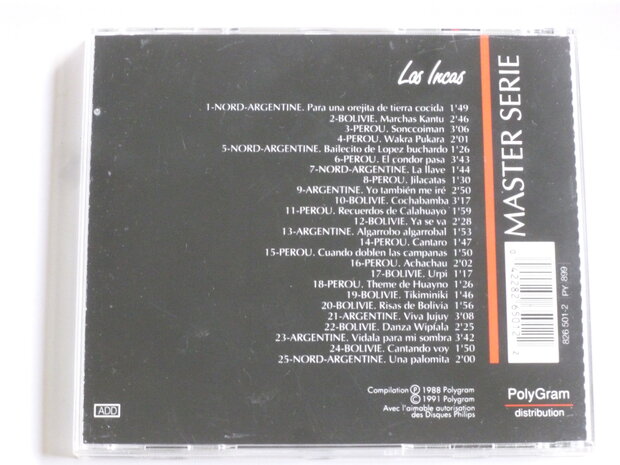 Los Incas
1-NORD-ARGENTINE. Para una orejita de tierra cocida 1'49
2-BOLIVIE. Marchas Kantu 2'46
3-PEROU. Sonccoiman 3'06
4-PEROU. Wakra Pukara 2'01
5-NORD-ARGENTINE. Bailecito de Lopez buchardo 1'26
6-PEROU. El condor pasa 3'43
7-NORD-ARGENTINE. La llave 1'44
8-PEROU. Jilacatas 1'30
9-ARGENTINE. Yo también me iré 2'50
10-BOLIVIE. Cochabamba 3'17
11-PEROU. Recuerdos de Calahuayo 1'59
12-BOLIVIE. Ya se va 2'28
13-ARGENTINE. Algarrobo algarrobal 1'53
14-PEROU. Cantaro 1'47
15-PEROU. Cuando doblen las campanas 1'50
16-PEROU. Achachau 2'02
17-BOLIVIE. Urpi 1'17
18-PEROU. Theme de Huayno 1'26
19-BOLIVIE. Tikiminiki 1'46
20-BOLIVIE. Risas de Bolivia 1'56
21-ARGENTINE. Viva Jujuy 3'08
22-BOLIVIE. Danza Wipfala 2'25
23-ARGENTINE. Vidala para mi sombra 3'42
24-BOLIVIE. Cantando voy 1'50
25-NORD-ARGENTINE. Una palomita 2'00
Compilation Ⓟ 1988 Polygram
© 1991 Polygram
Avec l'aimable autorisation
des Disques Philips
ADD
MASTER SERIE
826 501-2 PY 899
PolyGram
distribution